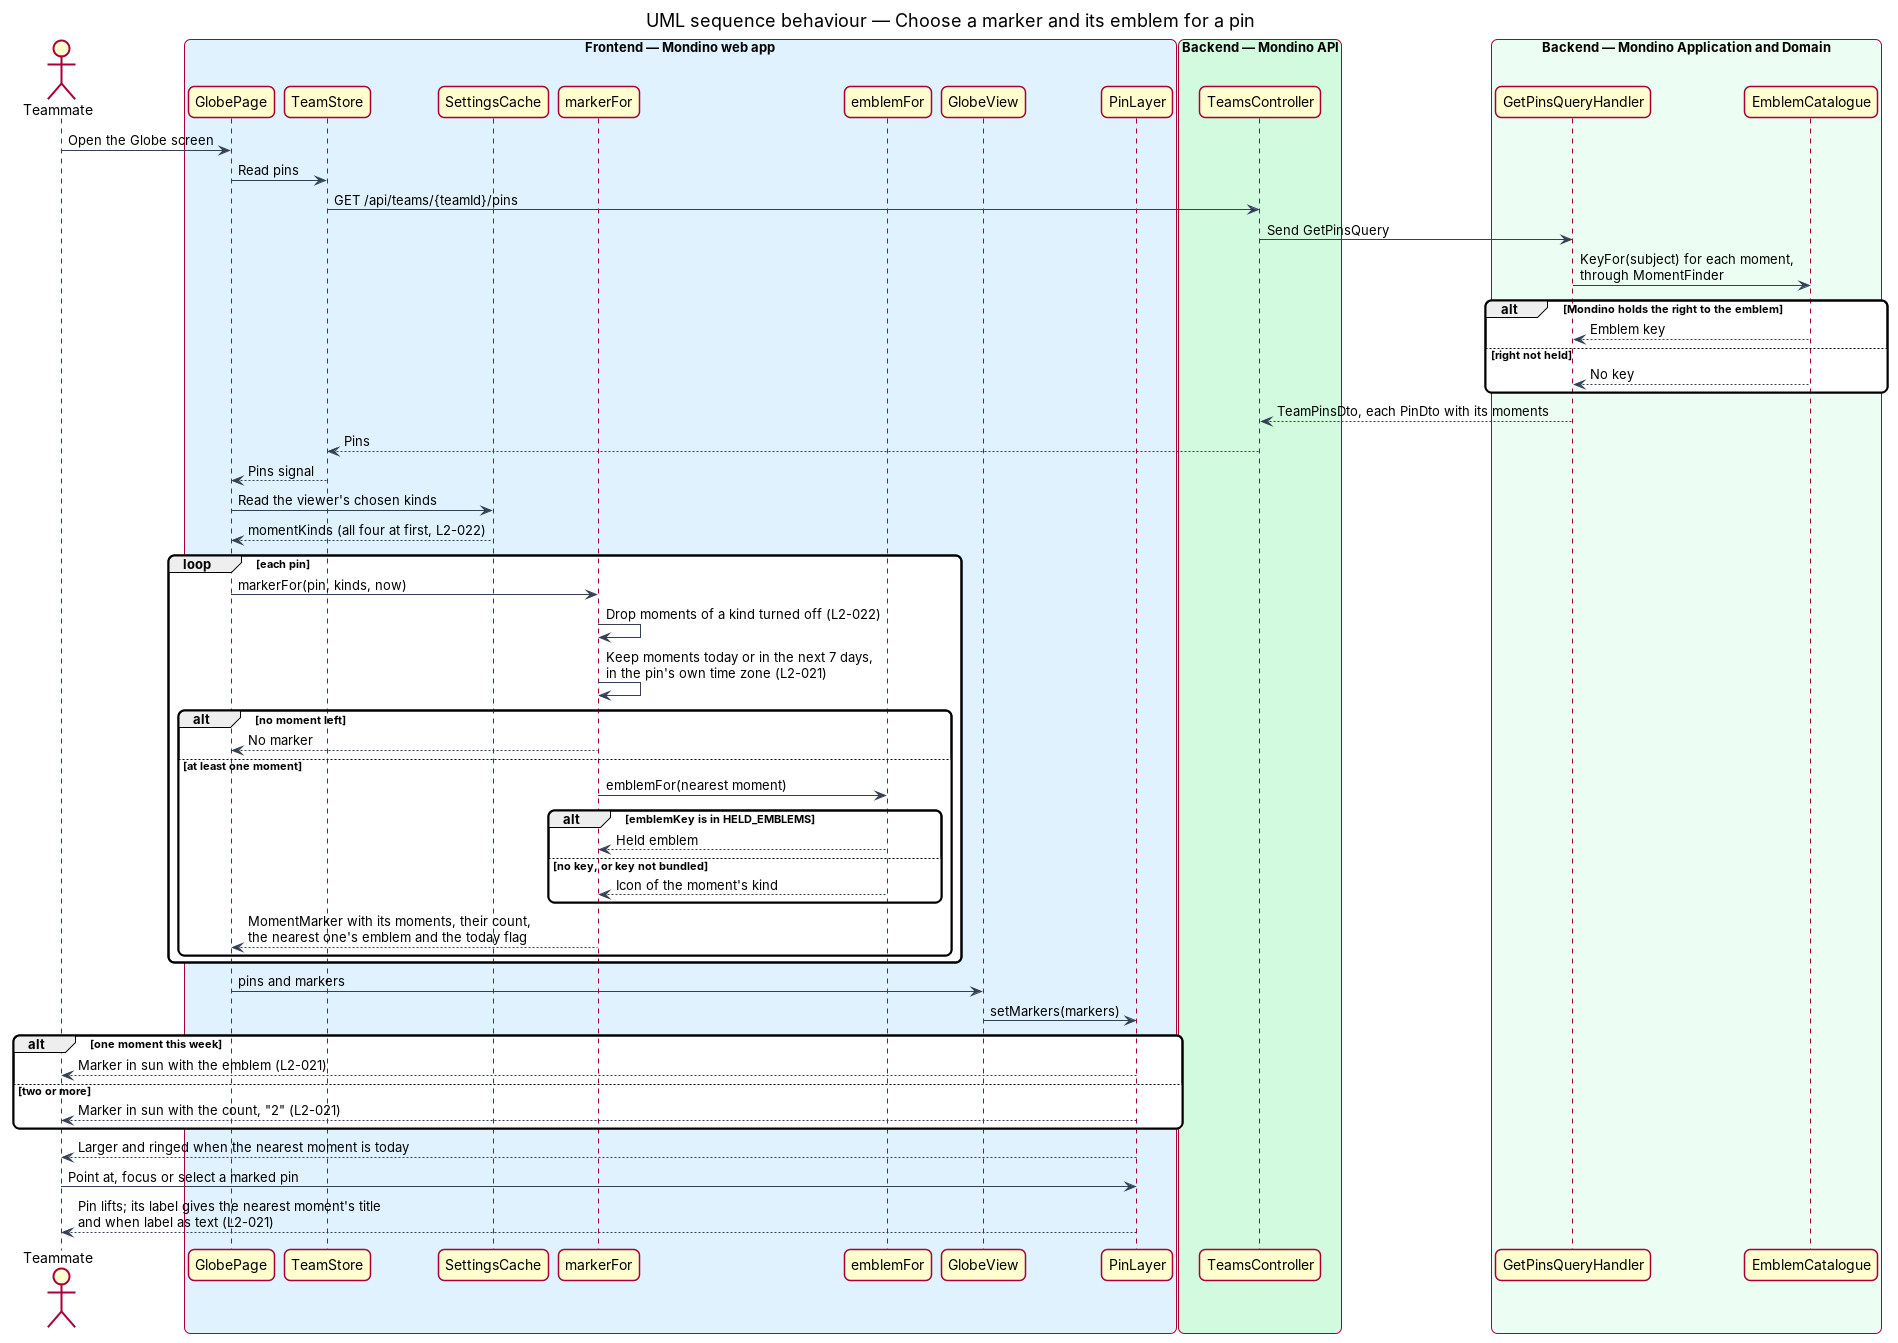 UML sequence behaviour — Choose a marker and its emblem for a pin
Frontend — Mondino web app
Backend — Mondino API
Backend — Mondino Application and Domain
Teammate
GlobePage
TeamStore
SettingsCache
markerFor
emblemFor
GlobeView
PinLayer
TeamsController
GetPinsQueryHandler
EmblemCatalogue
Open the Globe screen
Read pins
GET /api/teams/{teamId}/pins
Send GetPinsQuery
KeyFor(subject) for each moment,
through MomentFinder
alt
[Mondino holds the right to the emblem]
Emblem key
[right not held]
No key
TeamPinsDto, each PinDto with its moments
Pins
Pins signal
Read the viewer's chosen kinds
momentKinds (all four at first, L2-022)
loop
[each pin]
markerFor(pin, kinds, now)
Drop moments of a kind turned off (L2-022)
Keep moments today or in the next 7 days,
in the pin's own time zone (L2-021)
alt
[no moment left]
No marker
[at least one moment]
emblemFor(nearest moment)
alt
[emblemKey is in HELD_EMBLEMS]
Held emblem
[no key, or key not bundled]
Icon of the moment's kind
MomentMarker with its moments, their count,
the nearest one's emblem and the today flag
pins and markers
setMarkers(markers)
alt
[one moment this week]
Marker in sun with the emblem (L2-021)
[two or more]
Marker in sun with the count, "2" (L2-021)
Larger and ringed when the nearest moment is today
Point at, focus or select a marked pin
Pin lifts; its label gives the nearest moment's title
and when label as text (L2-021)
Teammate
GlobePage
TeamStore
SettingsCache
markerFor
emblemFor
GlobeView
PinLayer
TeamsController
GetPinsQueryHandler
EmblemCatalogue